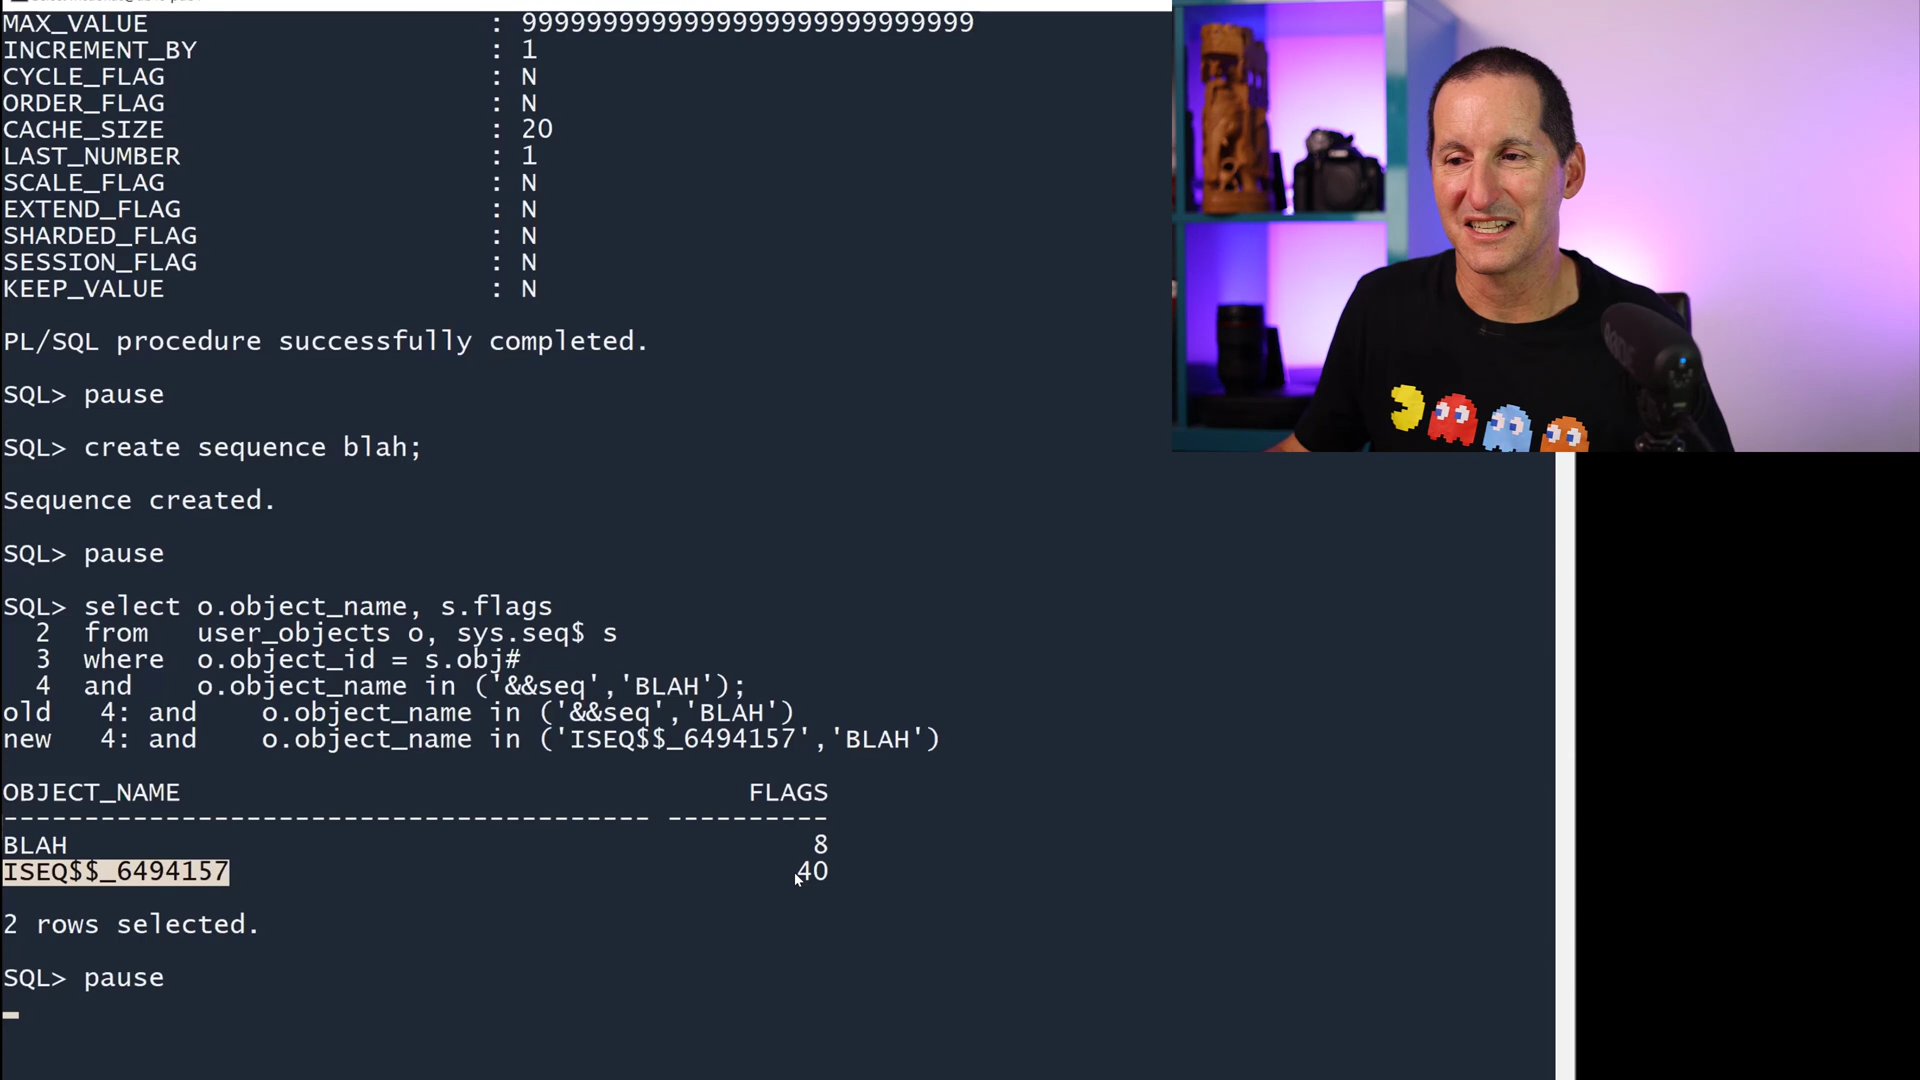 MAX_VALUE : 9999999999999999999999999999
INCREMENT_BY : 1
CYCLE_FLAG : N
ORDER_FLAG : N
CACHE_SIZE : 20
LAST_NUMBER : 1
SCALE_FLAG : N
EXTEND_FLAG : N
SHARDED_FLAG : N
SESSION_FLAG : N
KEEP_VALUE : N
PL/SQL procedure successfully completed.
SQL> pause
SQL> create sequence blah;
Sequence created.
SQL> pause
SQL> select o.object_name, s.flags
2 from user_objects o, sys.seq$ s
3 where o.object_id = s.obj#
4 and o.object_name in ('&&seq','BLAH');
old 4: and o.object_name in ('&&seq','BLAH')
new 4: and o.object_name in ('ISEQ$$_6494157','BLAH')
OBJECT_NAME FLAGS
---------------------------------------- ----------
BLAH 8
ISEQ$$_6494157 40
2 rows selected.
SQL> pause